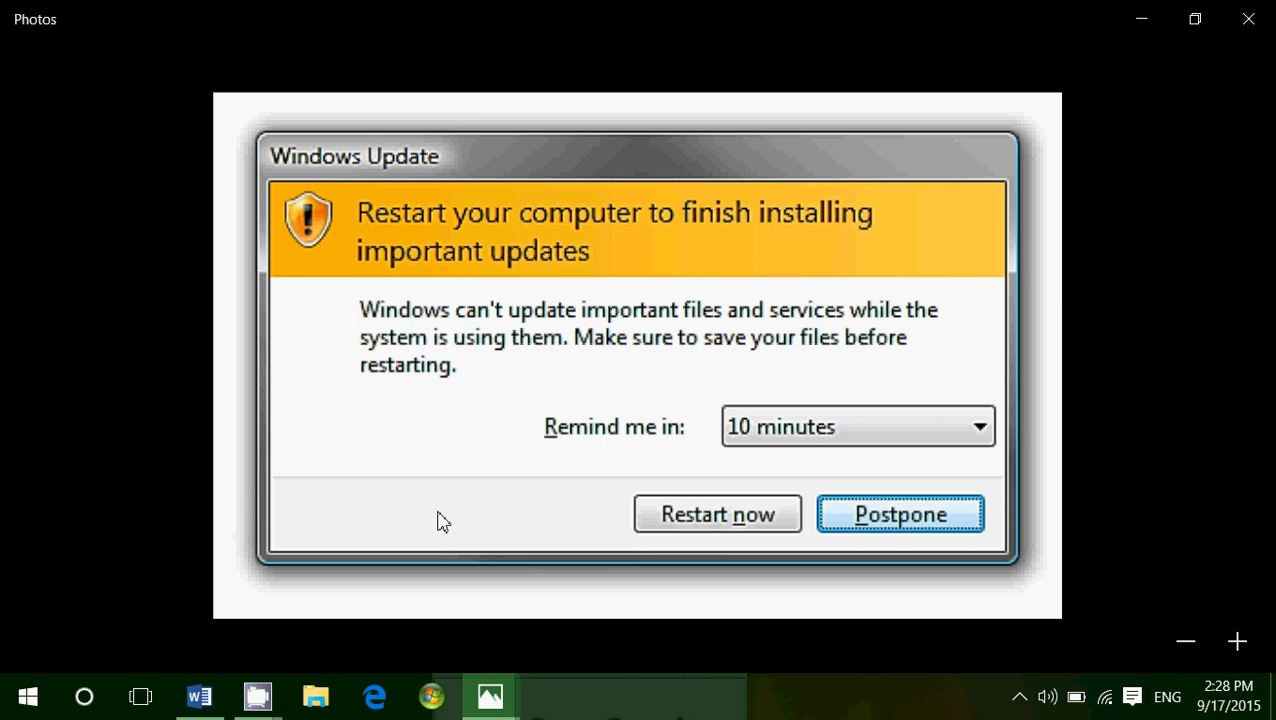 Photos
Windows Update
Restart your computer to finish installing
important updates
Windows can't update important files and services while the
system is using them. Make sure to save your files before
restarting.
Remind me in: 10 minutes
Restart now Postpone
ENG 2:28 PM
9/17/2015